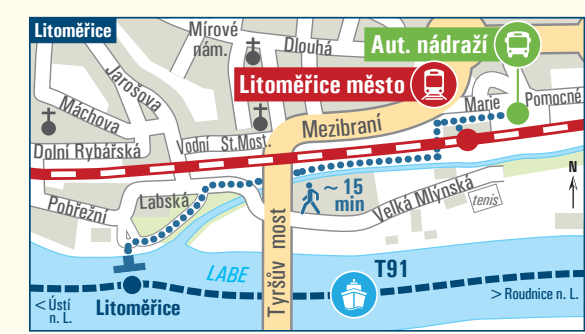 Litoměřice
Mírové
nám.
Dlouhá
Aut. nádraží
Jarošova
Litoměřice město
Máchova
Marie
Pomocné
Mezibraní
Dolní Rybářská
Vodní
St.Most.
N
~ 15
min
Labská
Pobřežní
Velká Mlýnská
tenis
Tyršův most
LABE
T91
< Ústí
n. L.
Litoměřice
> Roudnice n. L.